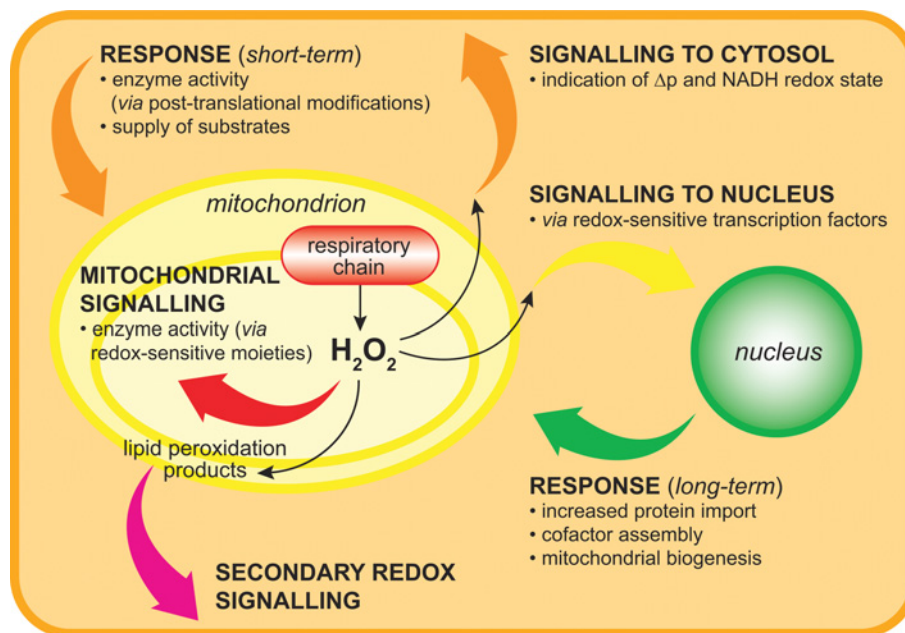 RESPONSE (short-term)
• enzyme activity
(via post-translational modifications)
• supply of substrates
SIGNALLING TO CYTOSOL
• indication of Δp and NADH redox state
SIGNALLING TO NUCLEUS
• via redox-sensitive transcription factors
mitochondrion
respiratory
chain
MITOCHONDRIAL
SIGNALLING
• enzyme activity (via
redox-sensitive moieties)
H₂O₂
nucleus
lipid peroxidation
products
RESPONSE (long-term)
• increased protein import
• cofactor assembly
• mitochondrial biogenesis
SECONDARY REDOX
SIGNALLING